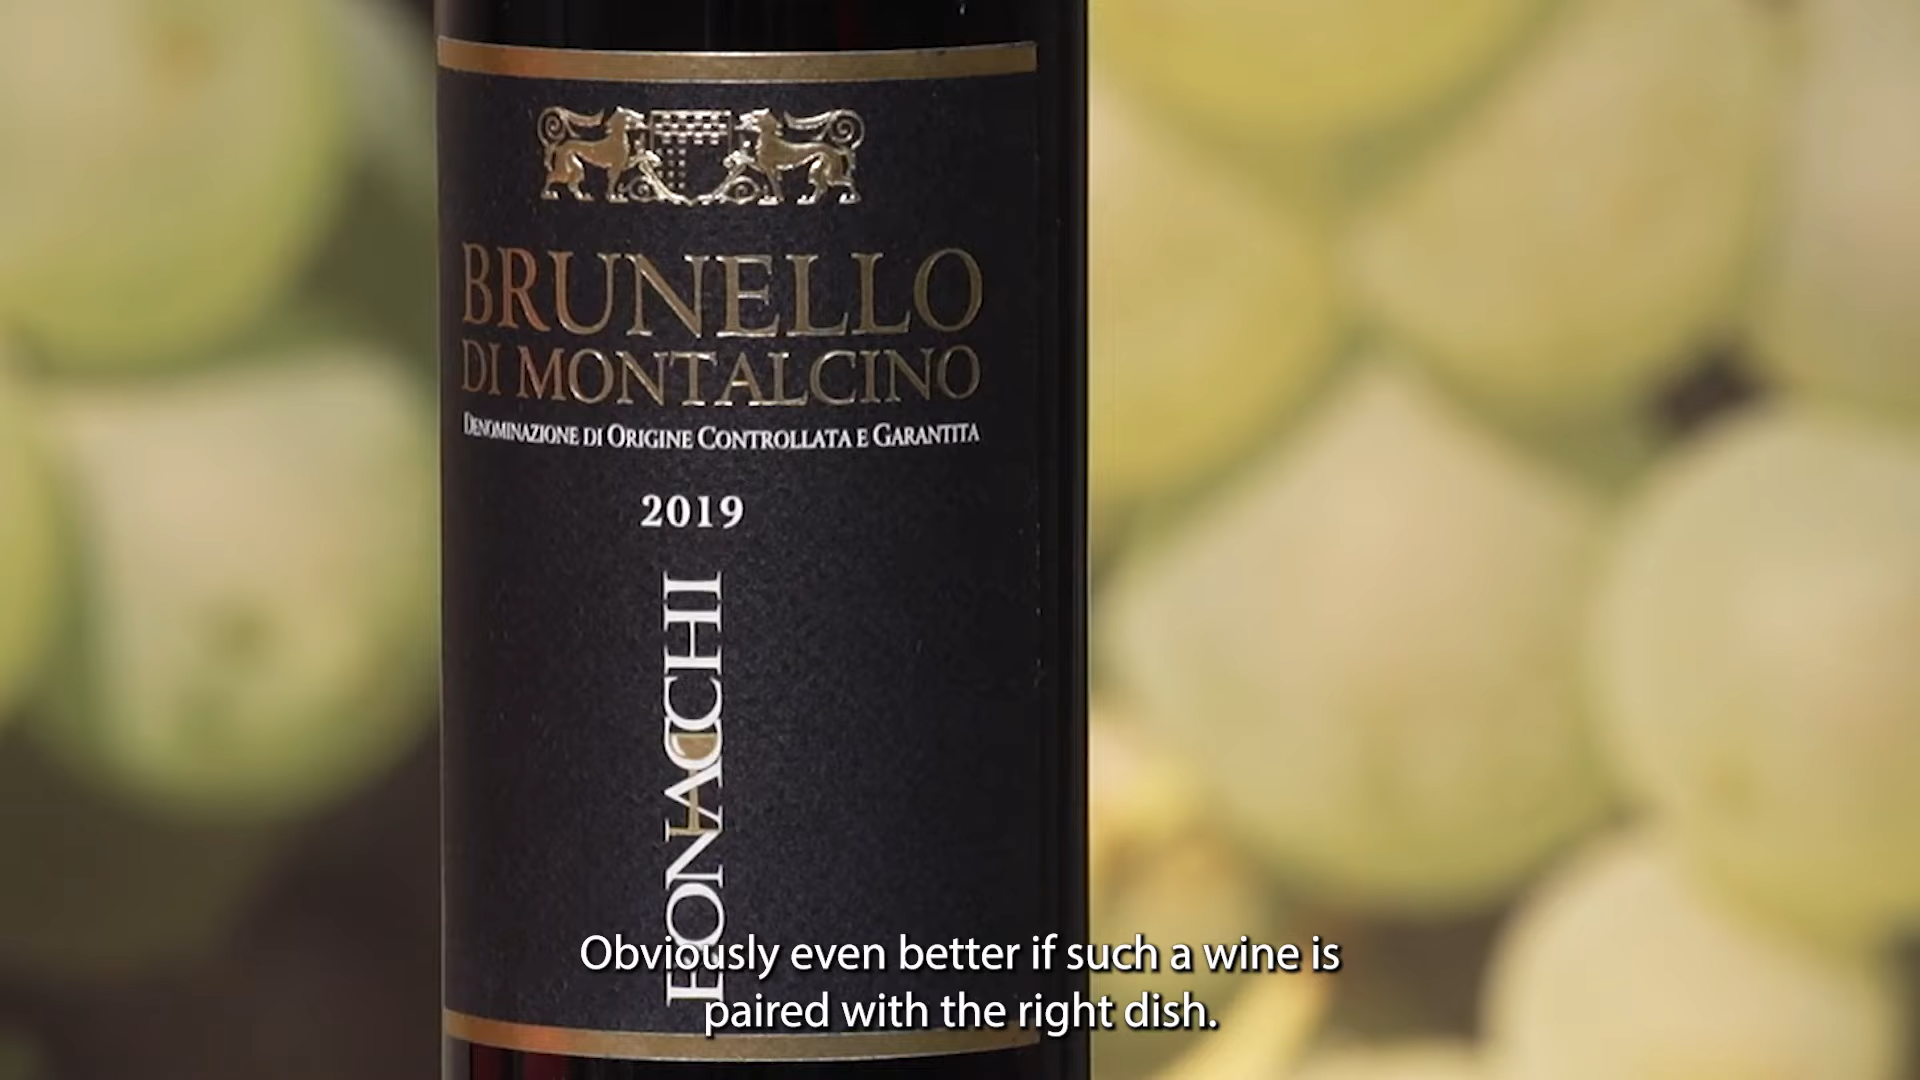 BRUNELLO
DI MONTALCINO
DENOMINAZIONE DI ORIGINE CONTROLLATA E GARANTITA
2019
Obviously even better if such a wine is
paired with the right dish.